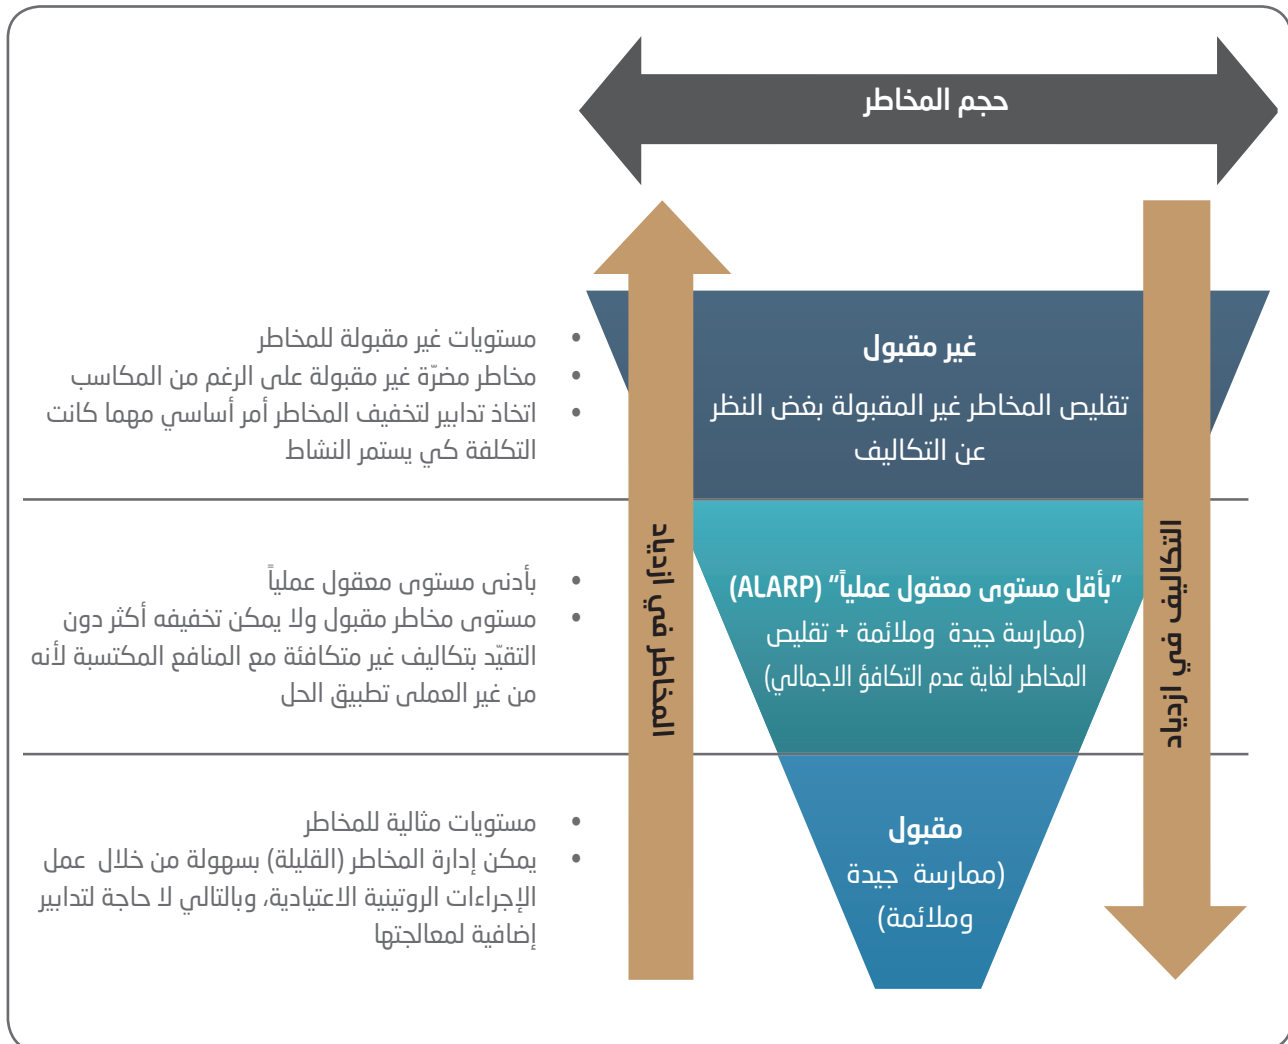 حجم المخاطر
غير مقبول
تقليص المخاطر غير المقبولة بغض النظر
عن التكاليف
• مستويات غير مقبولة للمخاطر
• مخاطر مضرّة غير مقبولة على الرغم من المكاسب
• اتخاذ تدابير لتخفيف المخاطر أمر أساسي مهما كانت
التكلفة كي يستمر النشاط
التكاليف في ازدياد
”بأقل مستوى معقول عملياً“ (ALARP)
(ممارسة جيدة وملائمة + تقليص
المخاطر لغاية عدم التكافؤ الاجمالي)
المخاطر في ازدياد
• بأدنى مستوى معقول عملياً
• مستوى مخاطر مقبول ولا يمكن تخفيفه أكثر دون
التقيّد بتكاليف غير متكافئة مع المنافع المكتسبة لأنه
من غير العملي تطبيق الحل
مقبول
(ممارسة جيدة
وملائمة)
• مستويات مثالية للمخاطر
• يمكن إدارة المخاطر (القليلة) بسهولة من خلال عمل
الإجراءات الروتينية الاعتيادية، وبالتالي لا حاجة لتدابير
إضافية لمعالجتها